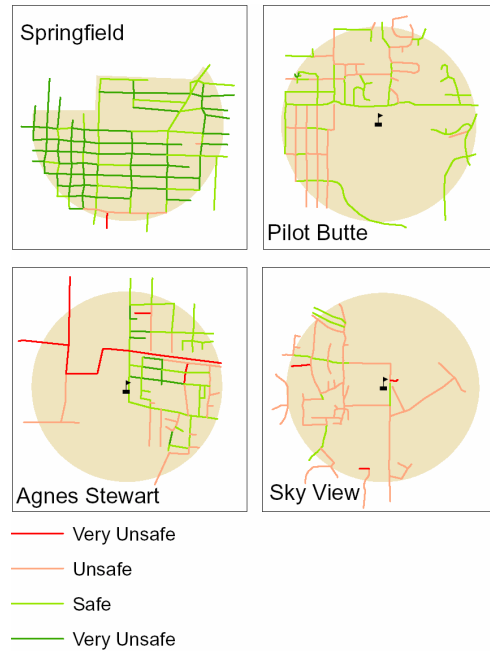 Springfield
Pilot Butte
Agnes Stewart
Sky View
Very Unsafe
Unsafe
Safe
Very Unsafe